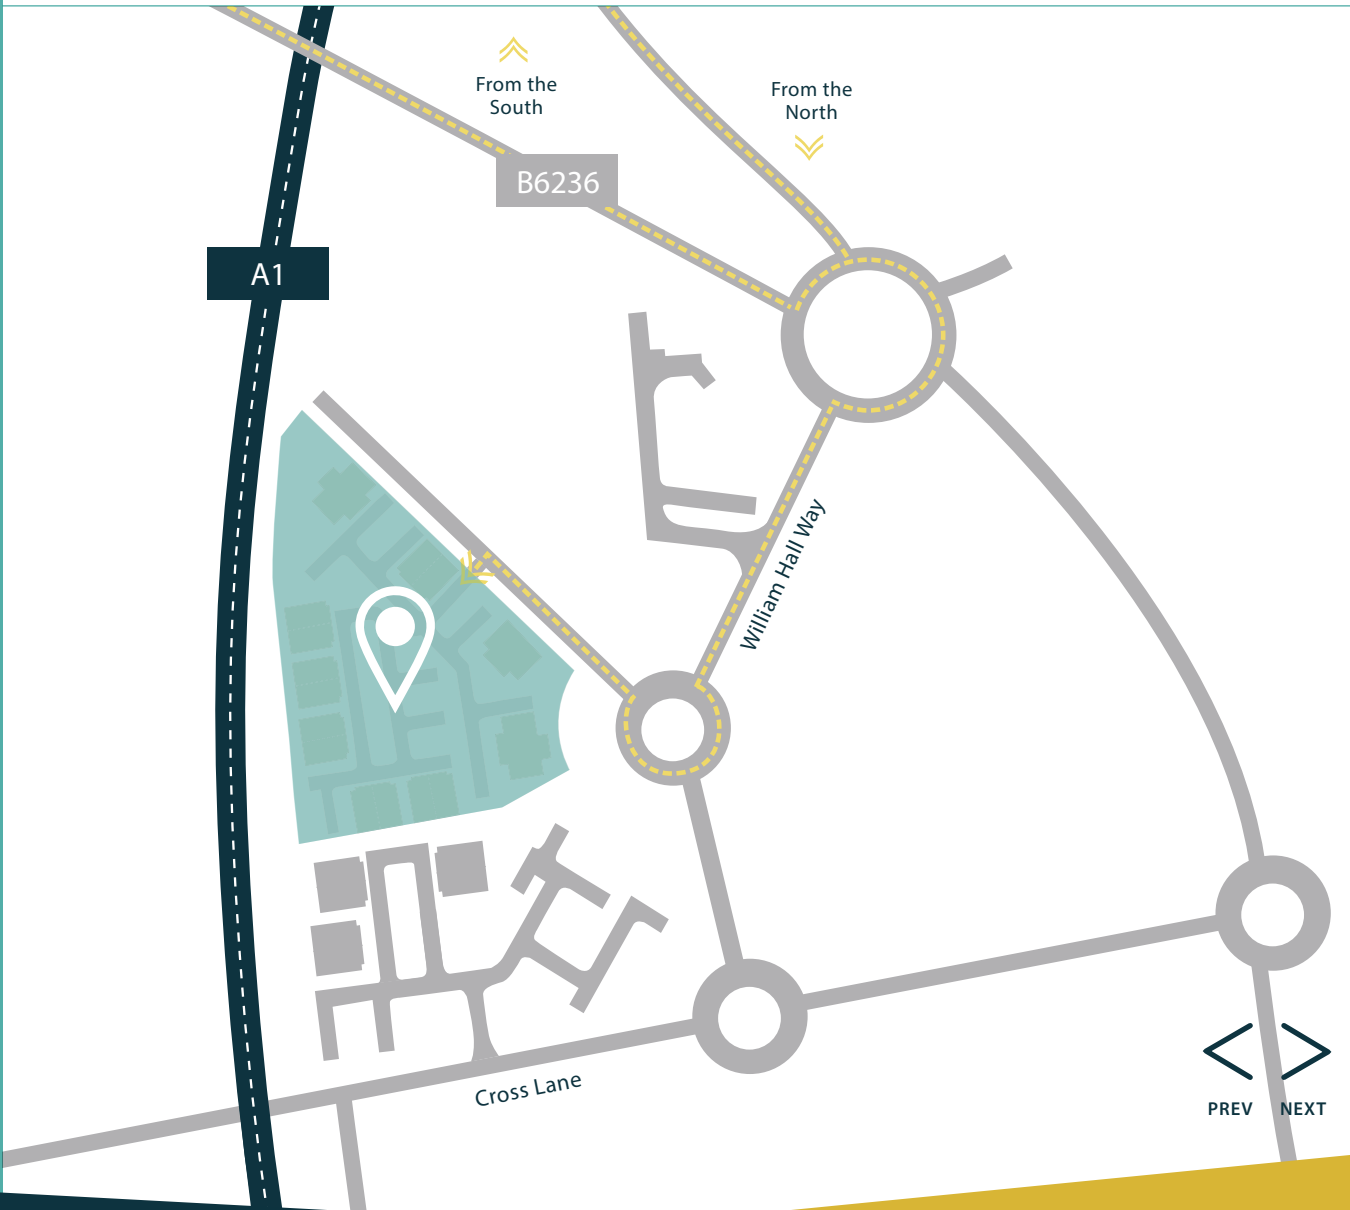 From the
South
From the
North
B6236
A1
William Hall Way
Cross Lane
PREV
NEXT